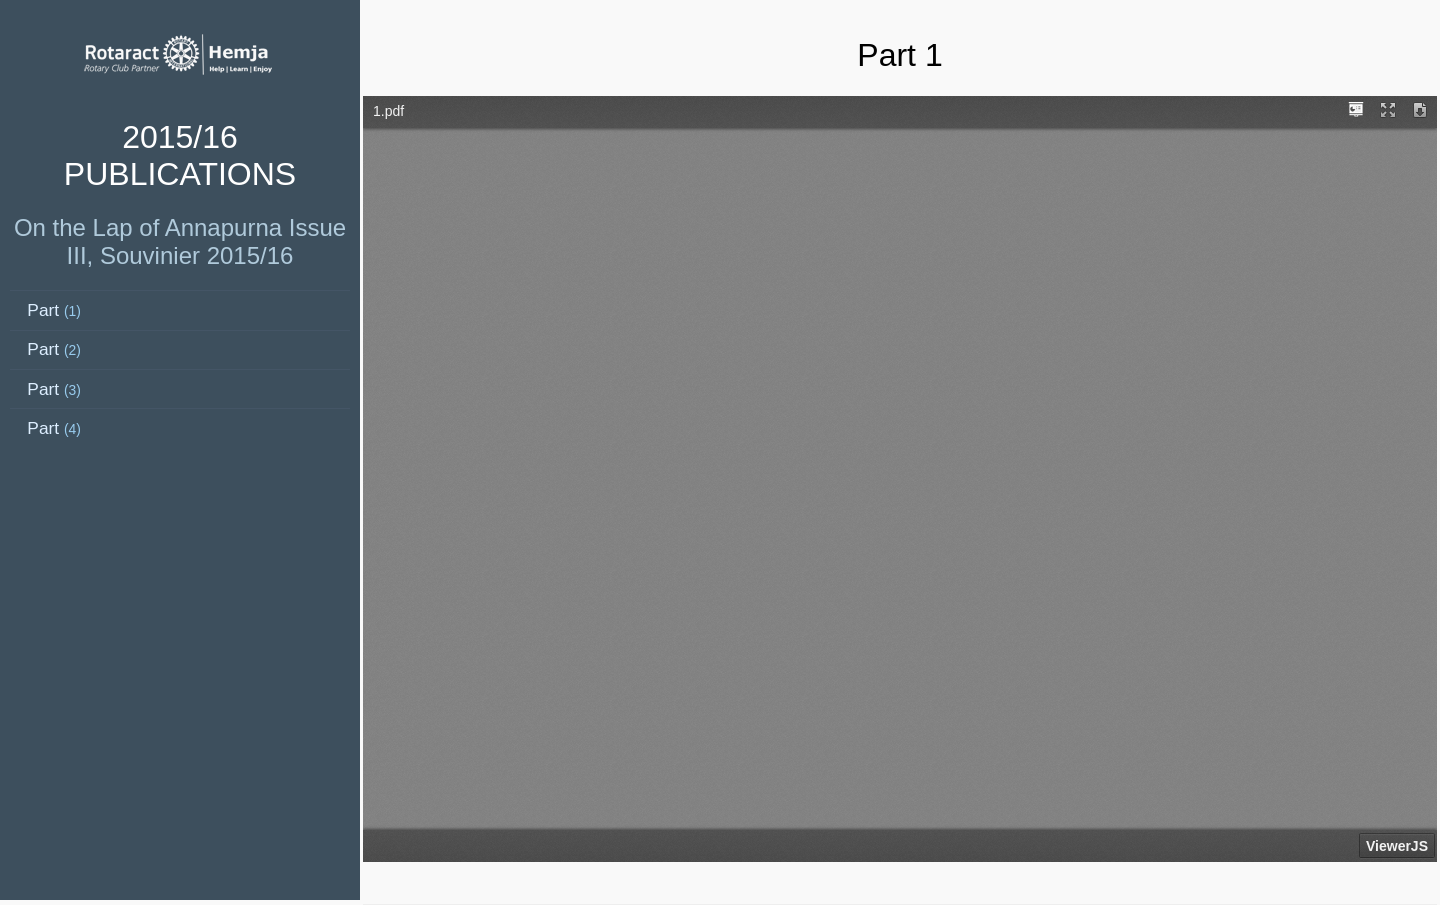 Rotaract Hemja
Rotary Club Partner Help | Learn | Enjoy
2015/16
PUBLICATIONS
On the Lap of Annapurna Issue
III, Souvinier 2015/16
Part (1)
Part (2)
Part (3)
Part (4)
Part 1
1.pdf
ViewerJS